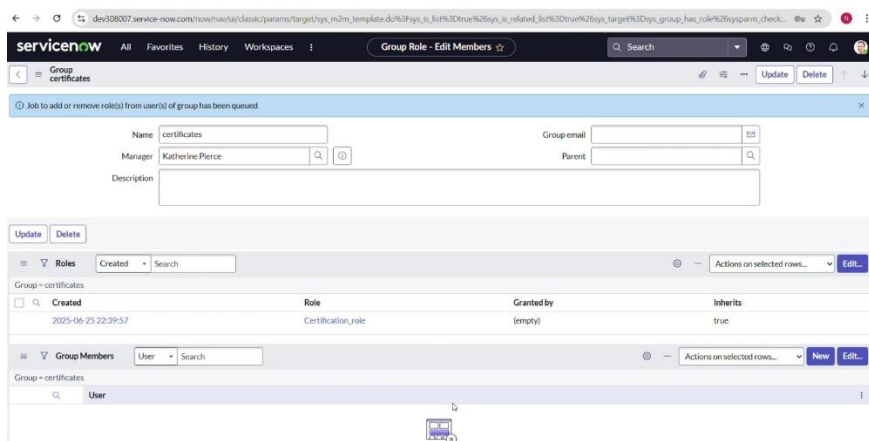 dev308007.service-now.com/now/nav/ui/classic/params/target/sys_m2m_template.do%3Fsys_is_list%3Dtrue%26sys_is_related_list%3Dtrue%26sys_target%3Dsys_group_has_role%26sysparm_check...
servicenow All Favorites History Workspaces Group Role - Edit Members Search
Group
certificates
Update Delete
Job to add or remove role(s) from user(s) of group has been queued
Name certificates Group email
Manager Katherine Pierce Parent
Description
Update Delete
Roles Created Search Actions on selected rows... Edit...
Group = certificates
Created Role Granted by Inherits
2025-06-25 22:39:57 Certification_role (empty) true
Group Members User Search Actions on selected rows... New Edit...
Group = certificates
User